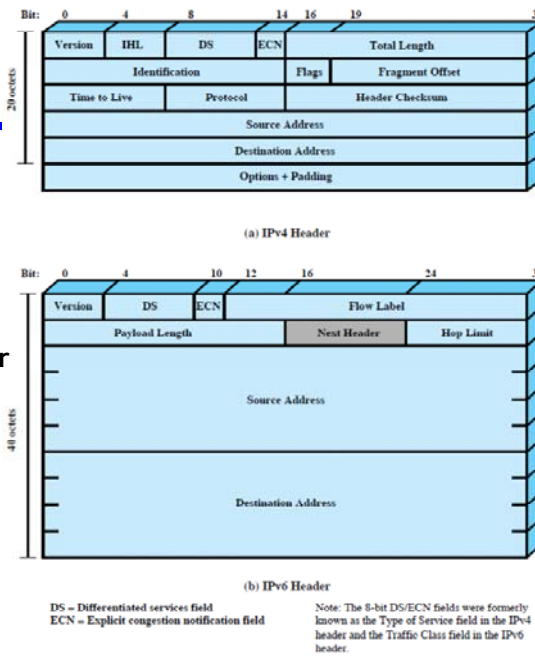 Bit: 0 4 8 14 16 19 3
Version IHL DS ECN Total Length
Identification Flags Fragment Offset
Time to Live Protocol Header Checksum
Source Address
Destination Address
Options + Padding
20 octets
(a) IPv4 Header
Bit: 0 4 10 12 16 24 3
Version DS ECN Flow Label
Payload Length Next Header Hop Limit
r
Source Address
40 octets
Destination Address
(b) IPv6 Header
DS = Differentiated services field
ECN = Explicit congestion notification field
Note: The 8-bit DS/ECN fields were formerly
known as the Type of Service field in the IPv4
header and the Traffic Class field in the IPv6
header.